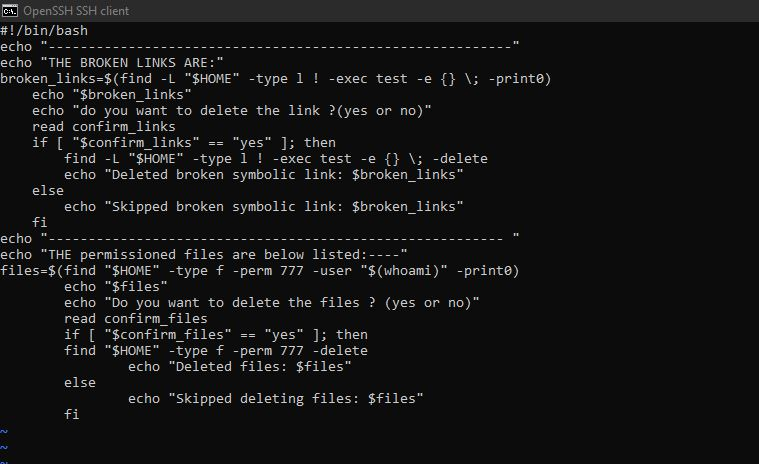 OpenSSH SSH client
#!/bin/bash
echo "----------------------------------------------------------"
echo "THE BROKEN LINKS ARE:"
broken_links=$(find -L "$HOME" -type l ! -exec test -e {} \; -print0)
    echo "$broken_links"
    echo "do you want to delete the link ?(yes or no)"
    read confirm_links
    if [ "$confirm_links" == "yes" ]; then
        find -L "$HOME" -type l ! -exec test -e {} \; -delete
        echo "Deleted broken symbolic link: $broken_links"
    else
        echo "Skipped broken symbolic link: $broken_links"
    fi
echo "--------------------------------------------------------- "
echo "THE permissioned files are below listed:----"
files=$(find "$HOME" -type f -perm 777 -user "$(whoami)" -print0)
        echo "$files"
        echo "Do you want to delete the files ? (yes or no)"
        read confirm_files
        if [ "$confirm_files" == "yes" ]; then
        find "$HOME" -type f -perm 777 -delete
                echo "Deleted files: $files"
        else
                echo "Skipped deleting files: $files"
        fi
~
~
~